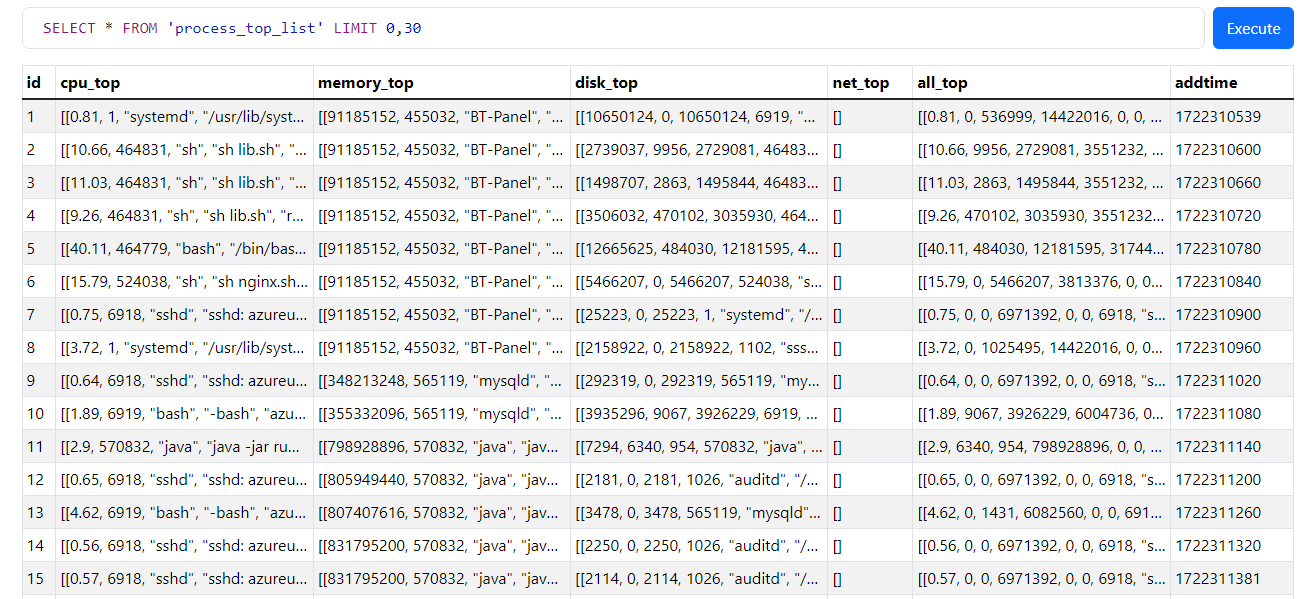 SELECT * FROM 'process_top_list' LIMIT 0,30
Execute
id cpu_top memory_top disk_top net_top all_top addtime
1 [[0.81, 1, "systemd", "/usr/lib/syst... [[91185152, 455032, "BT-Panel", "... [[10650124, 0, 10650124, 6919, "... [] [[0.81, 0, 536999, 14422016, 0, 0, ... 1722310539
2 [[10.66, 464831, "sh", "sh lib.sh", "... [[91185152, 455032, "BT-Panel", "... [[2739037, 9956, 2729081, 46483... [] [[10.66, 9956, 2729081, 3551232, ... 1722310600
3 [[11.03, 464831, "sh", "sh lib.sh", "... [[91185152, 455032, "BT-Panel", "... [[1498707, 2863, 1495844, 46483... [] [[11.03, 2863, 1495844, 3551232, ... 1722310660
4 [[9.26, 464831, "sh", "sh lib.sh", "r... [[91185152, 455032, "BT-Panel", "... [[3506032, 470102, 3035930, 464... [] [[9.26, 470102, 3035930, 3551232... 1722310720
5 [[40.11, 464779, "bash", "/bin/bas... [[91185152, 455032, "BT-Panel", "... [[12665625, 484030, 12181595, 4... [] [[40.11, 484030, 12181595, 31744... 1722310780
6 [[15.79, 524038, "sh", "sh nginx.sh... [[91185152, 455032, "BT-Panel", "... [[5466207, 0, 5466207, 524038, "s... [] [[15.79, 0, 5466207, 3813376, 0, 0... 1722310840
7 [[0.75, 6918, "sshd", "sshd: azureu... [[91185152, 455032, "BT-Panel", "... [[25223, 0, 25223, 1, "systemd", "/... [] [[0.75, 0, 0, 6971392, 0, 0, 6918, "s... 1722310900
8 [[3.72, 1, "systemd", "/usr/lib/syst... [[91185152, 455032, "BT-Panel", "... [[2158922, 0, 2158922, 1102, "sss... [] [[3.72, 0, 1025495, 14422016, 0, 0... 1722310960
9 [[0.64, 6918, "sshd", "sshd: azureu... [[348213248, 565119, "mysqld", "... [[292319, 0, 292319, 565119, "my... [] [[0.64, 0, 0, 6971392, 0, 0, 6918, "s... 1722311020
10 [[1.89, 6919, "bash", "-bash", "azu... [[355332096, 565119, "mysqld", "... [[3935296, 9067, 3926229, 6919, ... [] [[1.89, 9067, 3926229, 6004736, 0... 1722311080
11 [[2.9, 570832, "java", "java -jar ru... [[798928896, 570832, "java", "jav... [[7294, 6340, 954, 570832, "java", ... [] [[2.9, 6340, 954, 798928896, 0, 0, ... 1722311140
12 [[0.65, 6918, "sshd", "sshd: azureu... [[805949440, 570832, "java", "jav... [[2181, 0, 2181, 1026, "auditd", "/... [] [[0.65, 0, 0, 6971392, 0, 0, 6918, "s... 1722311200
13 [[4.62, 6919, "bash", "-bash", "azu... [[807407616, 570832, "java", "jav... [[3478, 0, 3478, 565119, "mysqld"... [] [[4.62, 0, 1431, 6082560, 0, 0, 691... 1722311260
14 [[0.56, 6918, "sshd", "sshd: azureu... [[831795200, 570832, "java", "jav... [[2250, 0, 2250, 1026, "auditd", "/... [] [[0.56, 0, 0, 6971392, 0, 0, 6918, "s... 1722311320
15 [[0.57, 6918, "sshd", "sshd: azureu... [[831795200, 570832, "java", "jav... [[2114, 0, 2114, 1026, "auditd", "/... [] [[0.57, 0, 0, 6971392, 0, 0, 6918, "s... 1722311381